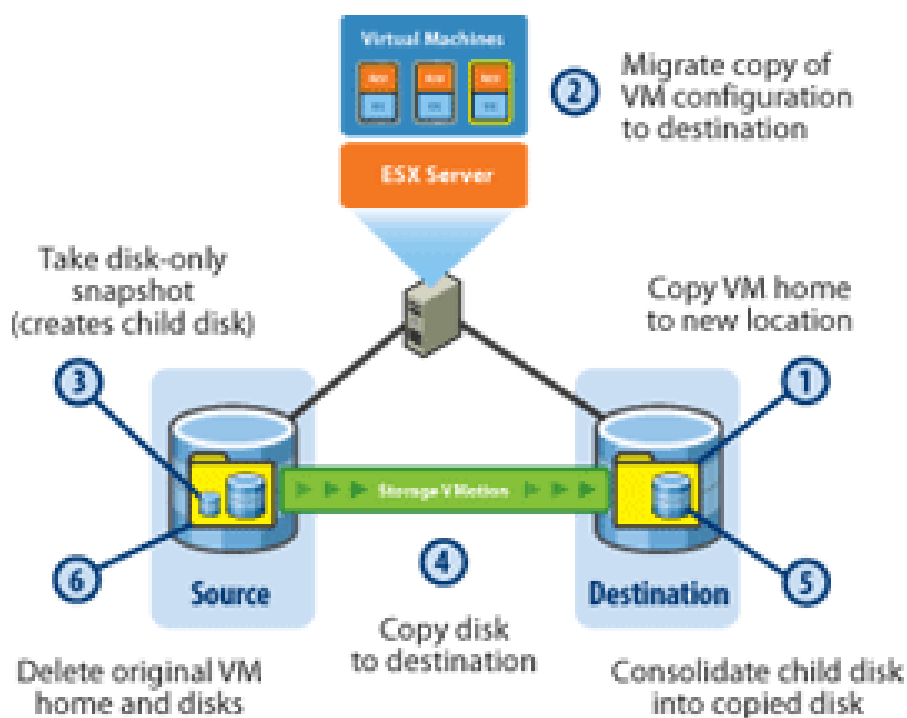 Virtual Machines
ESX Server
2
Migrate copy of
VM configuration
to destination
Take disk-only
snapshot
(creates child disk)
3
Copy VM home
to new location
1
Storage VMotion
6
Source
4
Copy disk
to destination
Destination
5
Delete original VM
home and disks
Consolidate child disk
into copied disk